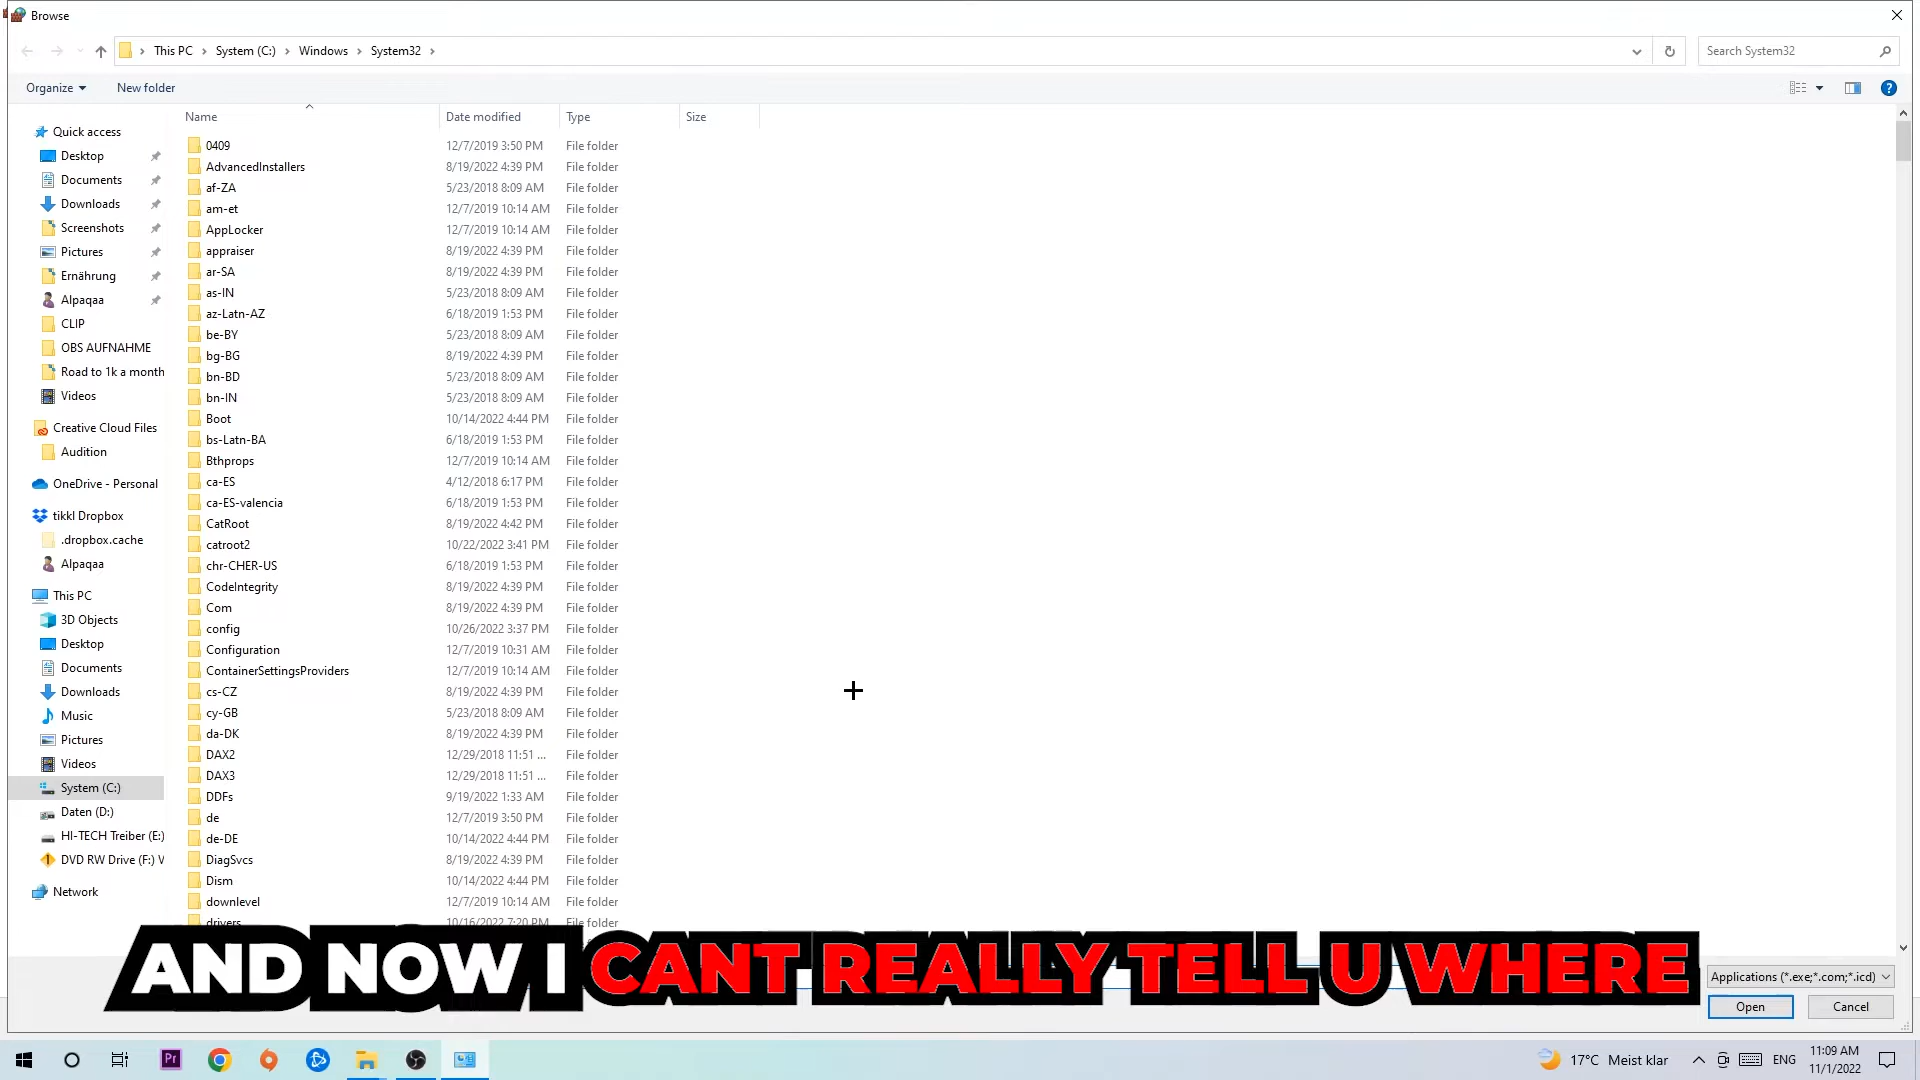 Browse
This PC
System (C:)
Windows
System32
Search System32
Organize
New folder
Name
Date modified
Type
Size
Quick access
Desktop
Documents
Downloads
Screenshots
Pictures
Ernährung
Alpaqaa
CLIP
OBS AUFNAHME
Road to 1k a month
Videos
Creative Cloud Files
Audition
OneDrive - Personal
tikkl Dropbox
.dropbox.cache
Alpaqaa
This PC
3D Objects
Desktop
Documents
Downloads
Music
Pictures
Videos
System (C:)
Daten (D:)
HI-TECH Treiber (E:)
DVD RW Drive (F:) V
Network
0409 12/7/2019 3:50 PM File folder
AdvancedInstallers 8/19/2022 4:39 PM File folder
af-ZA 5/23/2018 8:09 AM File folder
am-et 12/7/2019 10:14 AM File folder
AppLocker 12/7/2019 10:14 AM File folder
appraiser 8/19/2022 4:39 PM File folder
ar-SA 8/19/2022 4:39 PM File folder
as-IN 5/23/2018 8:09 AM File folder
az-Latn-AZ 6/18/2019 1:53 PM File folder
be-BY 5/23/2018 8:09 AM File folder
bg-BG 8/19/2022 4:39 PM File folder
bn-BD 5/23/2018 8:09 AM File folder
bn-IN 5/23/2018 8:09 AM File folder
Boot 10/14/2022 4:44 PM File folder
bs-Latn-BA 6/18/2019 1:53 PM File folder
Bthprops 12/7/2019 10:14 AM File folder
ca-ES 4/12/2018 6:17 PM File folder
ca-ES-valencia 6/18/2019 1:53 PM File folder
CatRoot 8/19/2022 4:42 PM File folder
catroot2 10/22/2022 3:41 PM File folder
chr-CHER-US 6/18/2019 1:53 PM File folder
CodeIntegrity 8/19/2022 4:39 PM File folder
Com 8/19/2022 4:39 PM File folder
config 10/26/2022 3:37 PM File folder
Configuration 12/7/2019 10:31 AM File folder
ContainerSettingsProviders 12/7/2019 10:14 AM File folder
cs-CZ 8/19/2022 4:39 PM File folder
cy-GB 5/23/2018 8:09 AM File folder
da-DK 8/19/2022 4:39 PM File folder
DAX2 12/29/2018 11:51 ... File folder
DAX3 12/29/2018 11:51 ... File folder
DDFs 9/19/2022 1:33 AM File folder
de 12/7/2019 3:50 PM File folder
de-DE 10/14/2022 4:44 PM File folder
DiagSvcs 8/19/2022 4:39 PM File folder
Dism 10/14/2022 4:44 PM File folder
downlevel 12/7/2019 10:14 AM File folder
drivers 10/16/2022 7:20 PM File folder
AND NOW I CANT REALLY TELL U WHERE
Applications (*.exe;*.com;*.icd)
Open
Cancel
Pr
17°C Meist klar
ENG
11:09 AM
11/1/2022